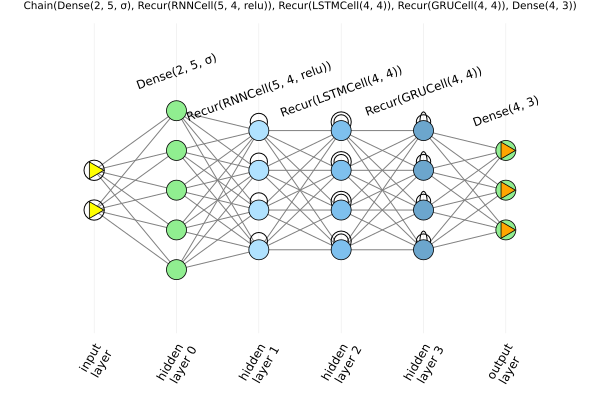 Chain(Dense(2, 5, σ), Recur(RNNCell(5, 4, relu)), Recur(LSTMCell(4, 4)), Recur(GRUCell(4, 4)), Dense(4, 3))
Dense(2, 5, σ)
Recur(RNNCell(5, 4, relu))
Recur(LSTMCell(4, 4))
Recur(GRUCell(4, 4))
Dense(4, 3)
input
layer
hidden
layer 0
hidden
layer 1
hidden
layer 2
hidden
layer 3
output
layer